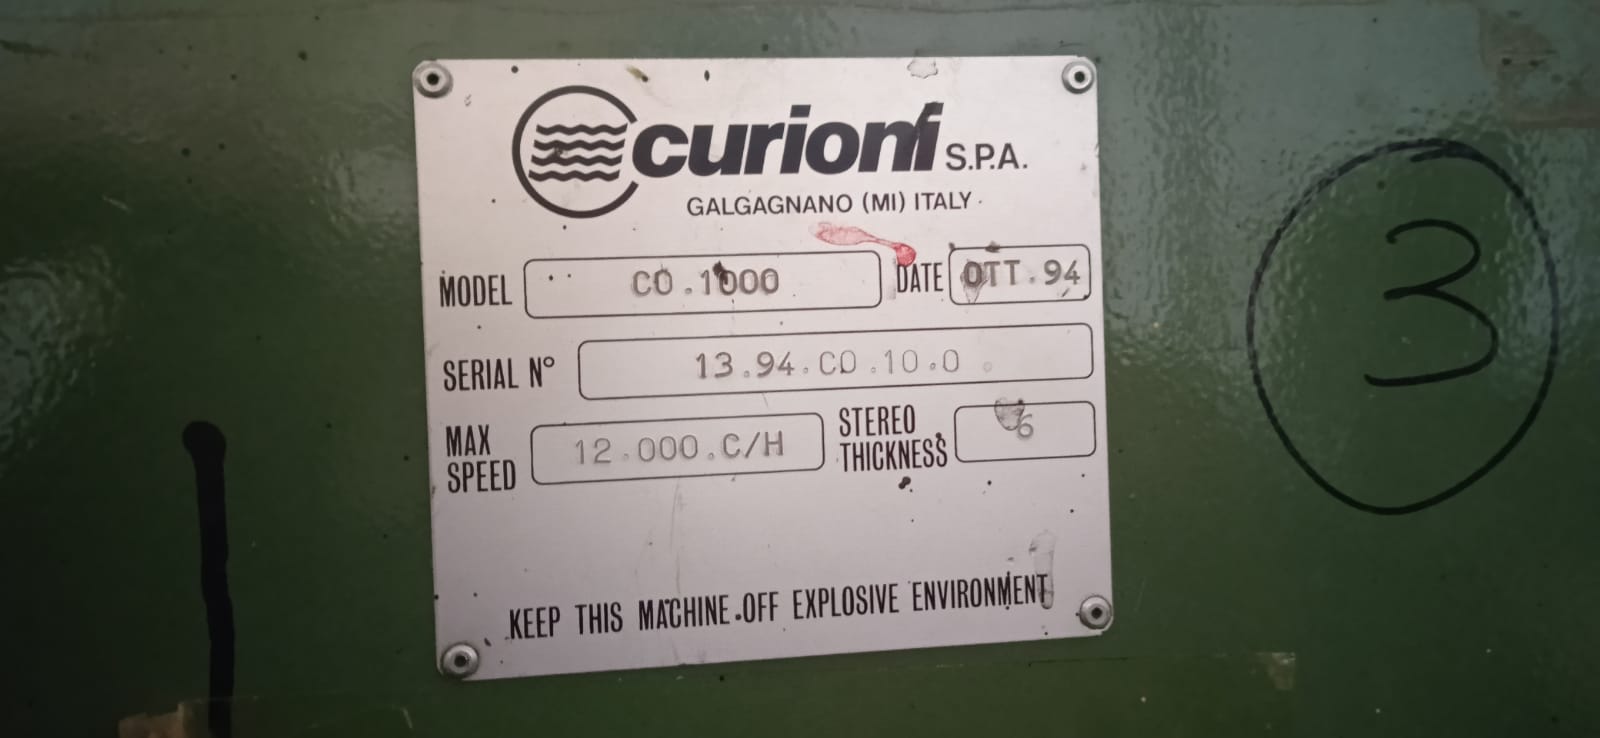 curioni S.P.A.
GALGAGNANO (MI) ITALY
MODEL CO.1000 DATE OTT.94
SERIAL N° 13.94.CO.10.0
MAX SPEED 12.000.C/H STEREO THICKNESS 6
KEEP THIS MACHINE OFF EXPLOSIVE ENVIRONMENT
3